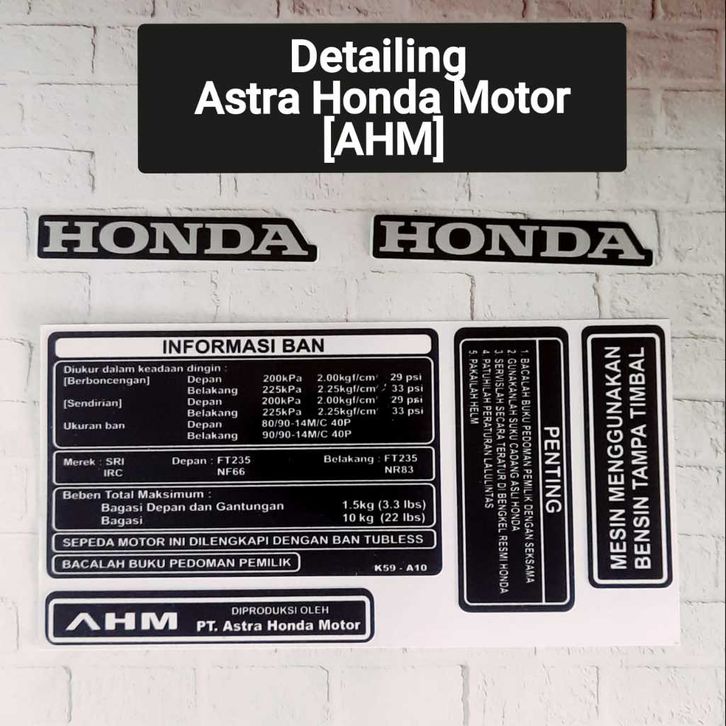 Detailing
Astra Honda Motor
[AHM]
HONDA
HONDA
INFORMASI BAN
Diukur dalam keadaan dingin :
[Berboncengan] Depan 200kPa 2.00kgf/cm² 29 psi
Belakang 225kPa 2.25kgf/cm² 33 psi
[Sendirian] Depan 200kPa 2.00kgf/cm² 29 psi
Belakang 225kPa 2.25kgf/cm² 33 psi
Ukuran ban Depan 80/90-14M/C 40P
Belakang 90/90-14M/C 40P
Merek : SRI Depan : FT235 Belakang : FT235
IRC NF66 NR83
Beben Total Maksimum :
Bagasi Depan dan Gantungan 1.5kg (3.3 lbs)
Bagasi 10 kg (22 lbs)
SEPEDA MOTOR INI DILENGKAPI DENGAN BAN TUBLESS
BACALAH BUKU PEDOMAN PEMILIK
K59 - A10
PENTING
1. BACALAH BUKU PEDOMAN PEMILIK DENGAN SEKSAMA
2. GUNAKANLAH SUKU CADANG ASLI HONDA
3. SERVISLAH SECARA TERATUR DI BENGKEL RESMI HONDA
4. PATUHILAH PERATURAN LALULINTAS
5. PAKAILAH HELM
MESIN MENGGUNAKAN
BENSIN TAMPA TIMBAL
AHM
DIPRODUKSI OLEH
PT. Astra Honda Motor